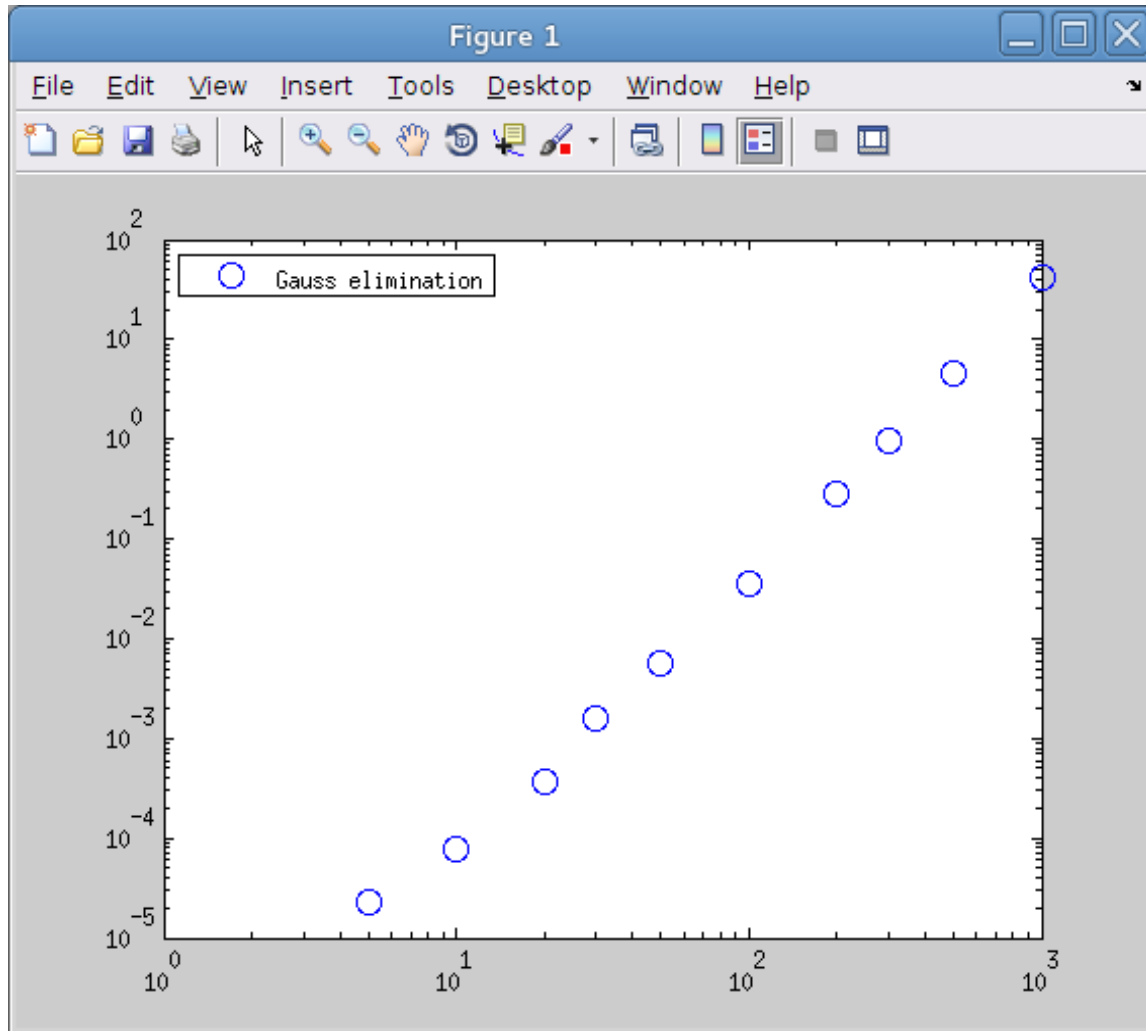 Figure 1
File Edit View Insert Tools Desktop Window Help
10^2
Gauss elimination
10^1
10^0
10^-1
10^-2
10^-3
10^-4
10^-5
10^0 10^1 10^2 10^3